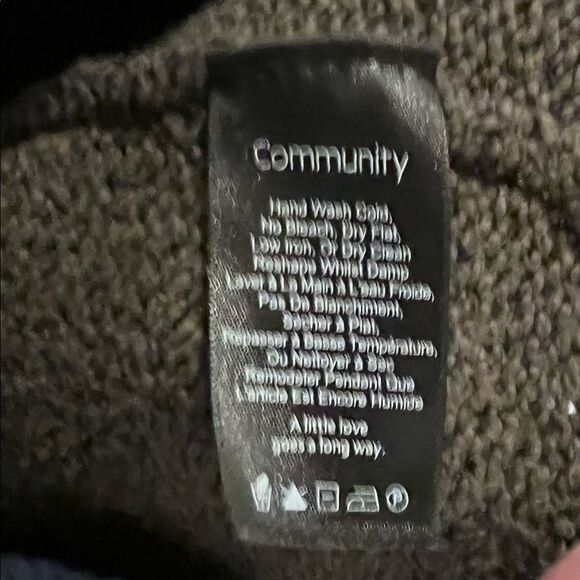 Community
Hand Wash Cold,
No Bleach, Dry Flat,
Low Iron, Or Dry Clean
Reshape Whilst Damp
Laver à La Main à L'eau Froide,
Pas De Blanchiment,
Sécher à Plat,
Repasser à Basse Température,
Ou Nettoyer à Sec
Remodeler Pendant Que
L'article Est Encore Humide
A little love
goes a long way.